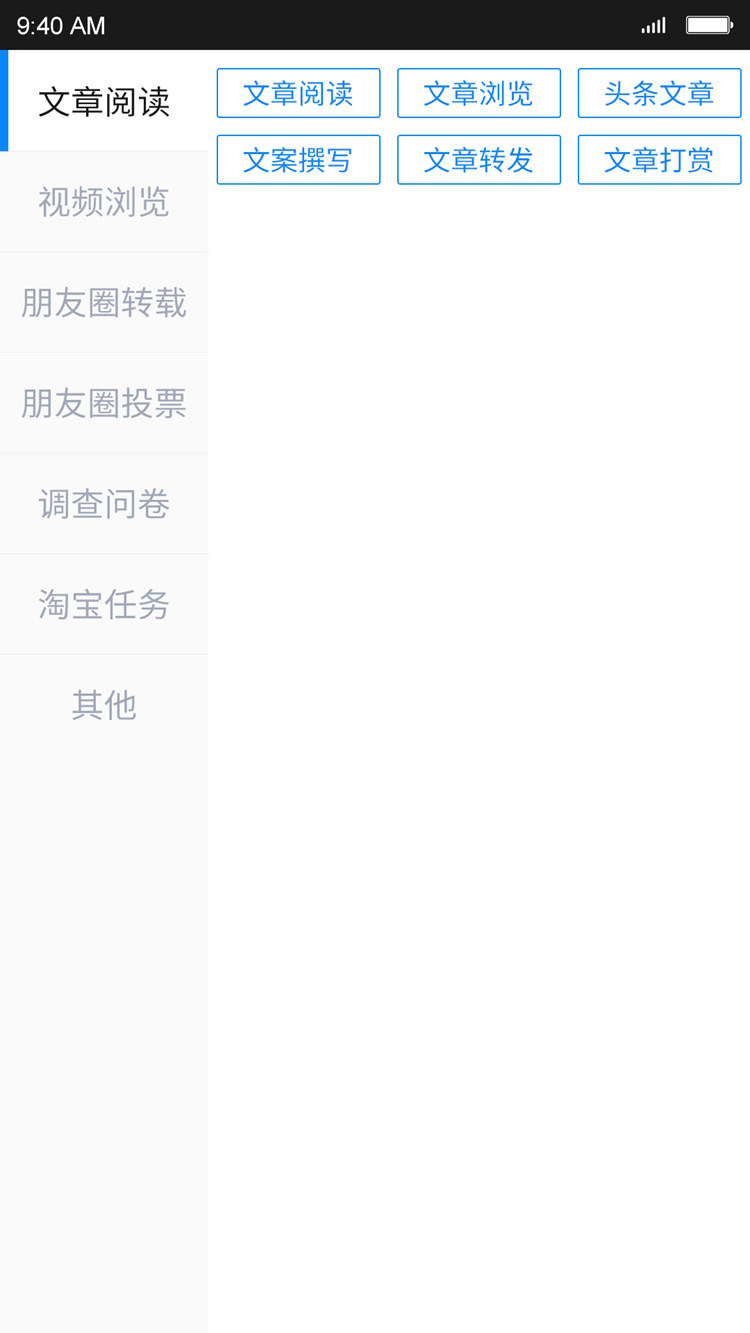 9:40 AM
文章阅读
视频浏览
朋友圈转载
朋友圈投票
调查问卷
淘宝任务
其他
文章阅读 文章浏览 头条文章
文案撰写 文章转发 文章打赏